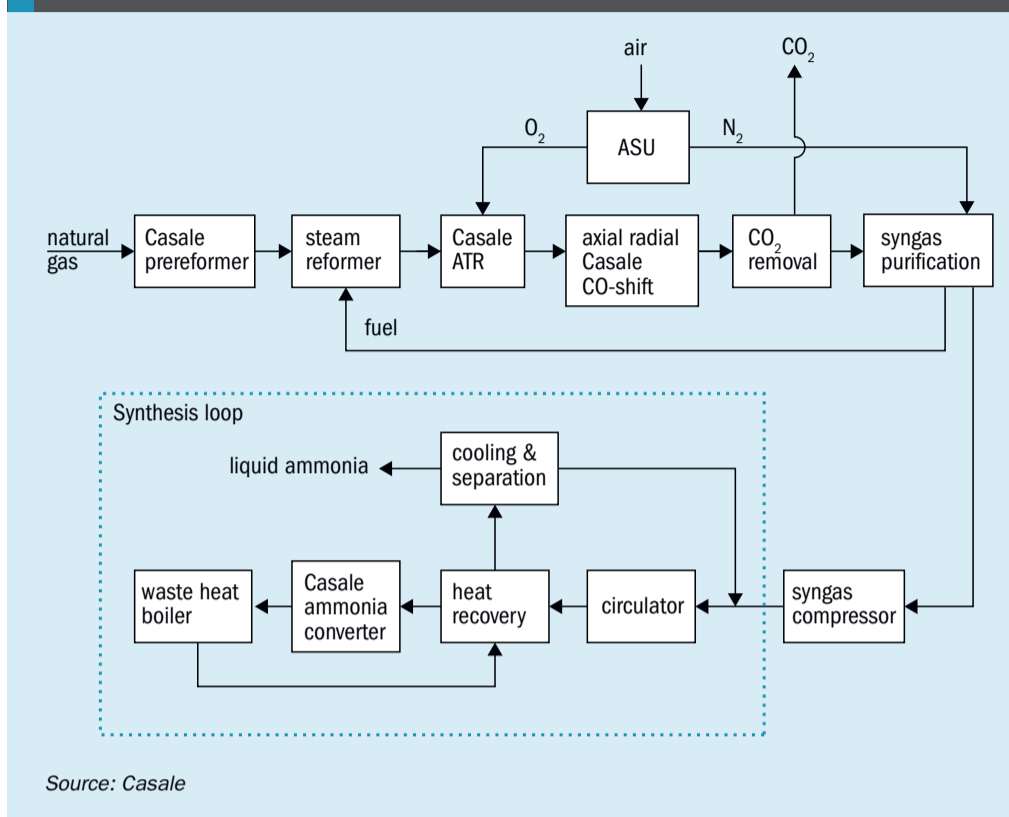 air
CO₂
O₂
ASU
N₂
natural
gas
Casale
prereformer
steam
reformer
Casale
ATR
axial radial
Casale
CO-shift
CO₂
removal
syngas
purification
fuel
Synthesis loop
liquid ammonia
cooling &
separation
waste heat
boiler
Casale
ammonia
converter
heat
recovery
circulator
syngas
compressor
Source: Casale